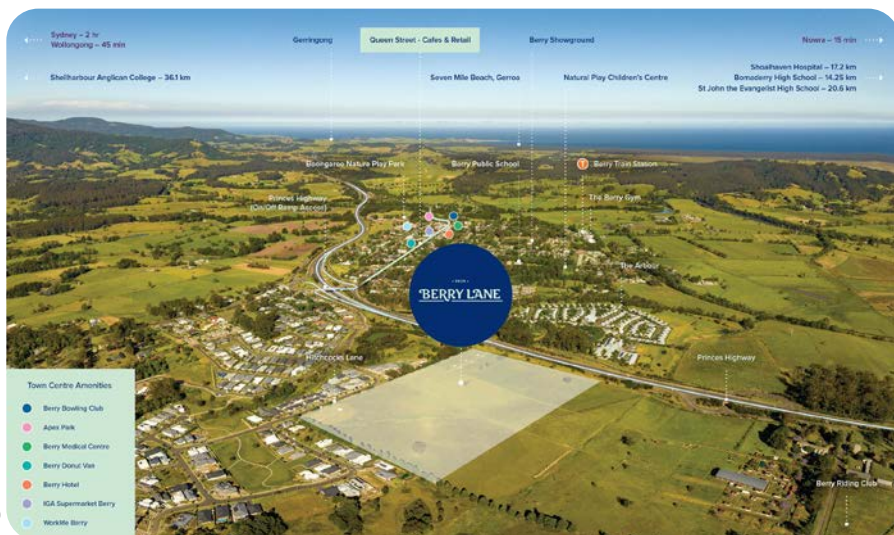 Sydney – 2 hr
Wollongong – 45 min
Gerringong
Queen Street - Cafes & Retail
Berry Showground
Nowra – 15 min
Shellharbour Anglican College – 36.1 km
Seven Mile Beach, Gerroa
Natural Play Children's Centre
Shoalhaven Hospital – 17.2 km
Bomaderry High School – 14.25 km
St John the Evangelist High School – 20.6 km
Boongaree Nature Play Park
Berry Public School
T
Berry Train Station
Princes Highway
(On/Off Ramp Access)
The Berry Gym
The Arbour
BERRY LANE
Hitchcocks Lane
Princes Highway
Town Centre Amenities
Berry Bowling Club
Apex Park
Berry Medical Centre
Berry Donut Van
Berry Hotel
IGA Supermarket Berry
Worklife Berry
Berry Riding Club